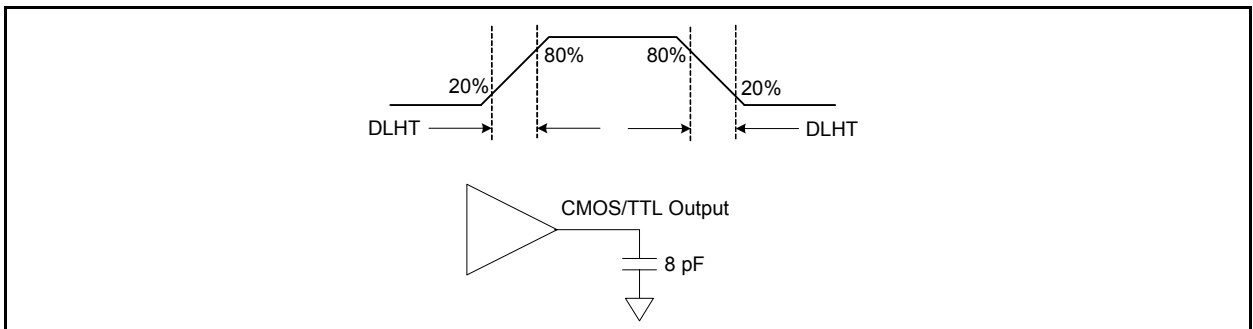 80% 80%
20% 20%
DLHT DLHT
CMOS/TTL Output
8 pF